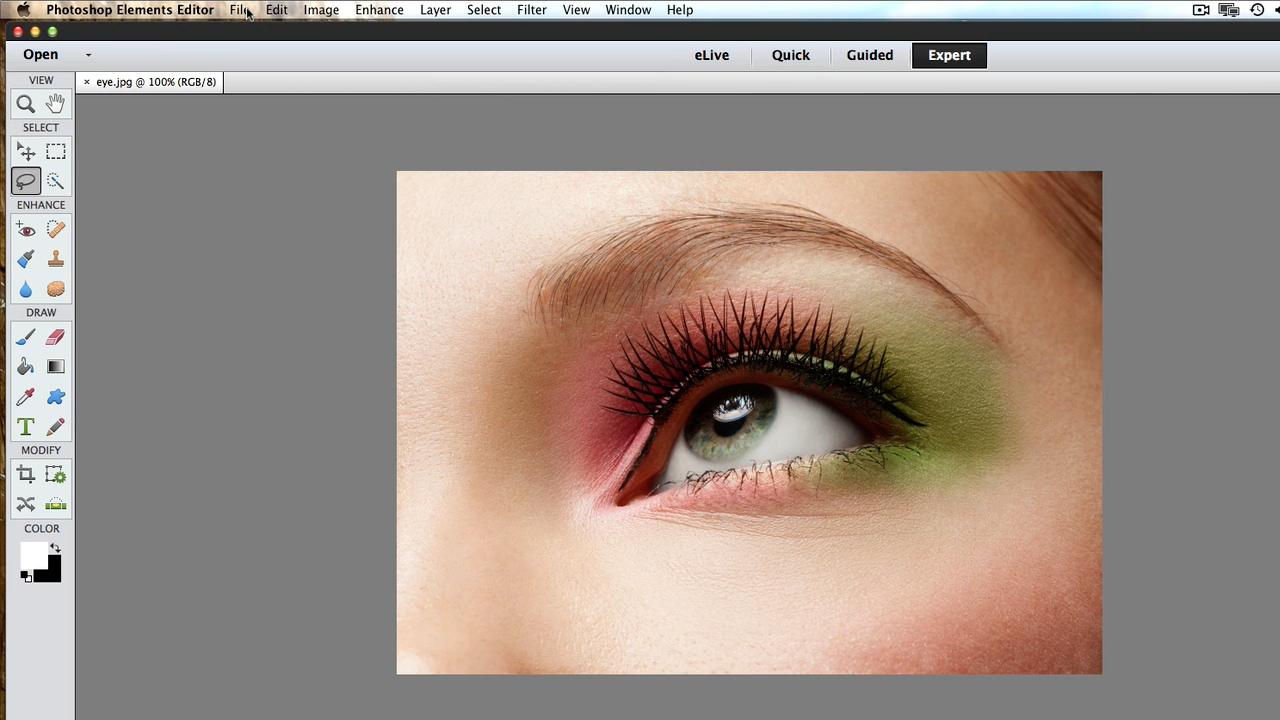 Photoshop Elements Editor File Edit Image Enhance Layer Select Filter View Window Help
Open eLive Quick Guided Expert
× eye.jpg @ 100% (RGB/8)
VIEW
SELECT
ENHANCE
DRAW
T
MODIFY
COLOR